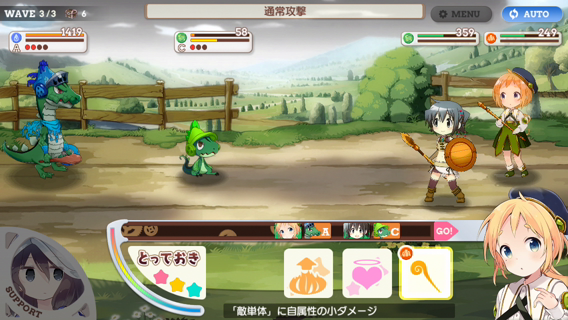 WAVE 3/3 6
通常攻撃
MENU
AUTO
1419
A
58
C
359
249
A
C
GO!
とっておき
SUPPORT
「敵単体」に自属性の小ダメージ